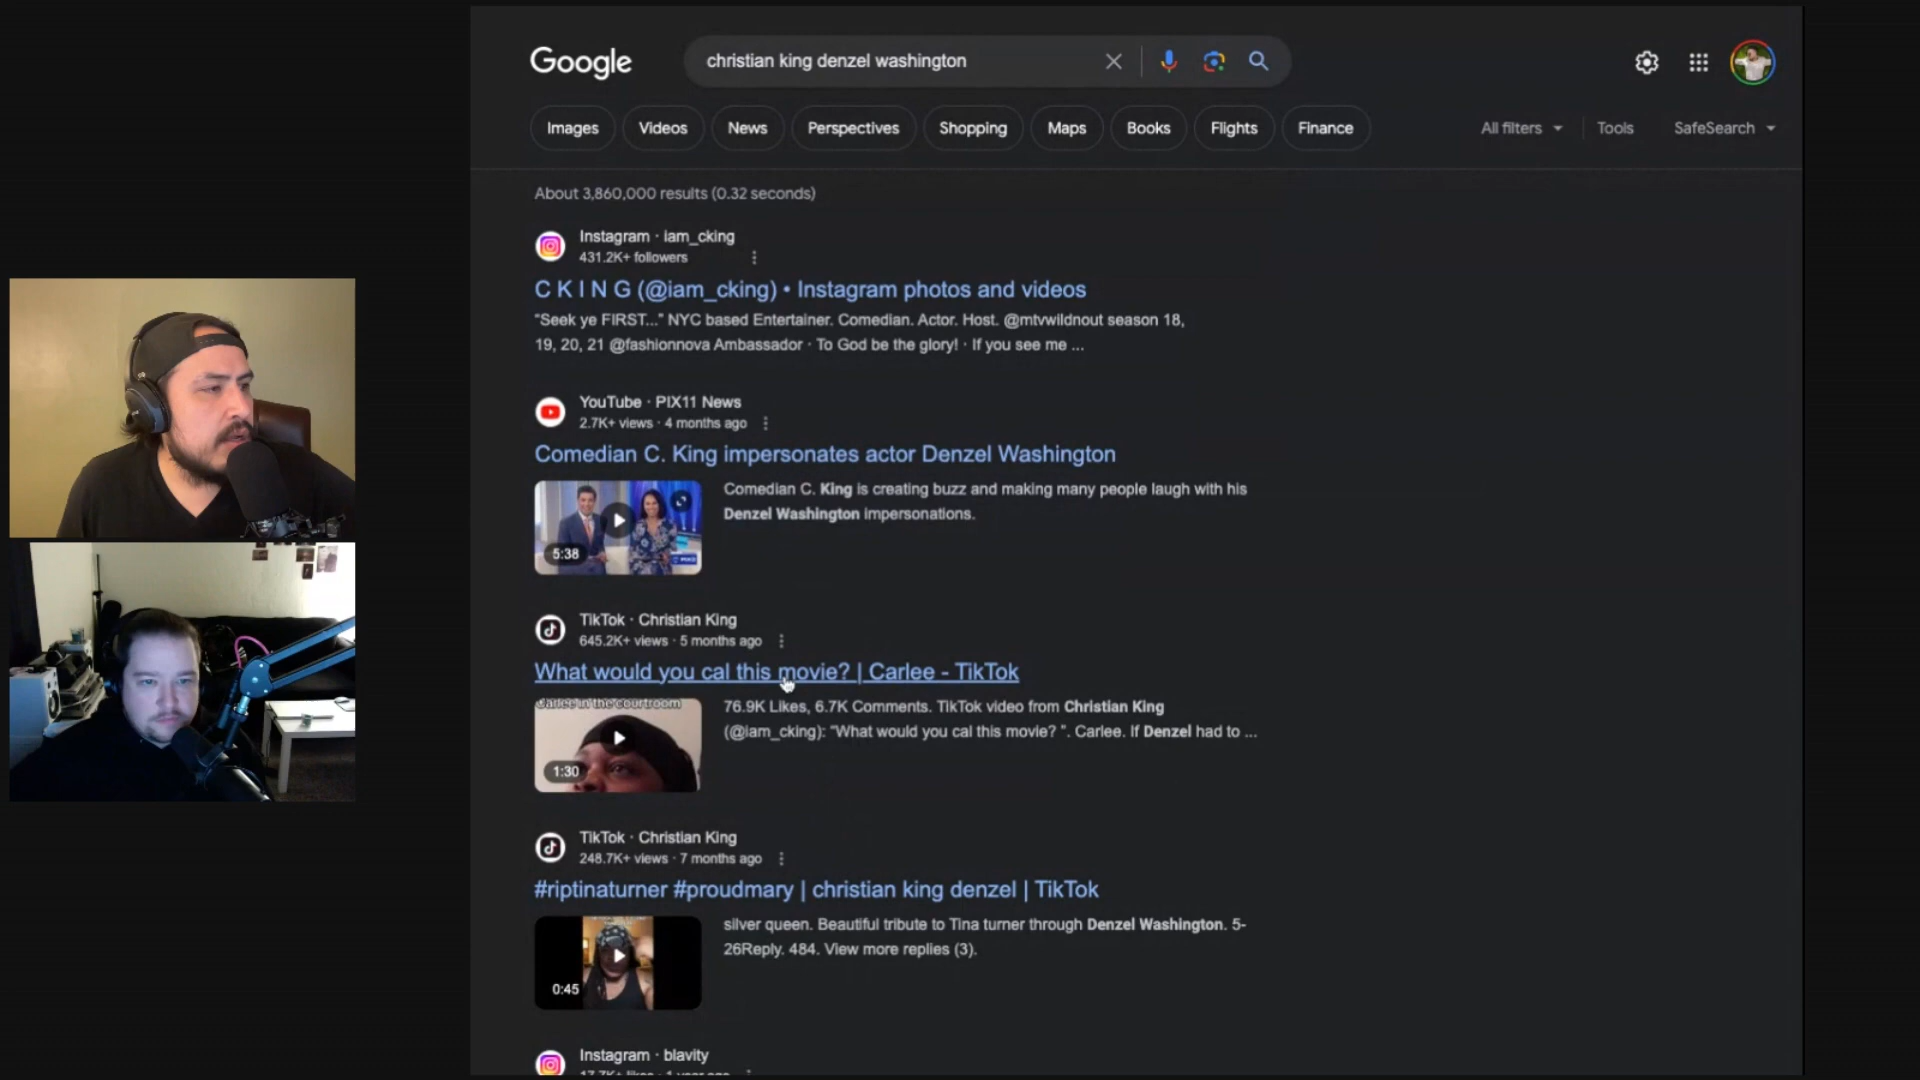 Google
christian king denzel washington
Images Videos News Perspectives Shopping Maps Books Flights Finance All filters Tools SafeSearch
About 3,860,000 results (0.32 seconds)
Instagram · iam_cking
431.2K+ followers
C K I N G (@iam_cking) • Instagram photos and videos
"Seek ye FIRST..." NYC based Entertainer. Comedian. Actor. Host. @mtvwildnout season 18,
19, 20, 21 @fashionnova Ambassador · To God be the glory! · If you see me ...
YouTube · PIX11 News
2.7K+ views · 4 months ago
Comedian C. King impersonates actor Denzel Washington
Comedian C. King is creating buzz and making many people laugh with his
Denzel Washington impersonations.
5:38
TikTok · Christian King
645.2K+ views · 5 months ago
What would you cal this movie? | Carlee - TikTok
Carlee in the courtroom
76.9K Likes, 6.7K Comments. TikTok video from Christian King
(@iam_cking): "What would you cal this movie? ". Carlee. If Denzel had to ...
1:30
TikTok · Christian King
248.7K+ views · 7 months ago
#riptinaturner #proudmary | christian king denzel | TikTok
silver queen. Beautiful tribute to Tina turner through Denzel Washington. 5-
26Reply. 484. View more replies (3).
0:45
Instagram · blavity